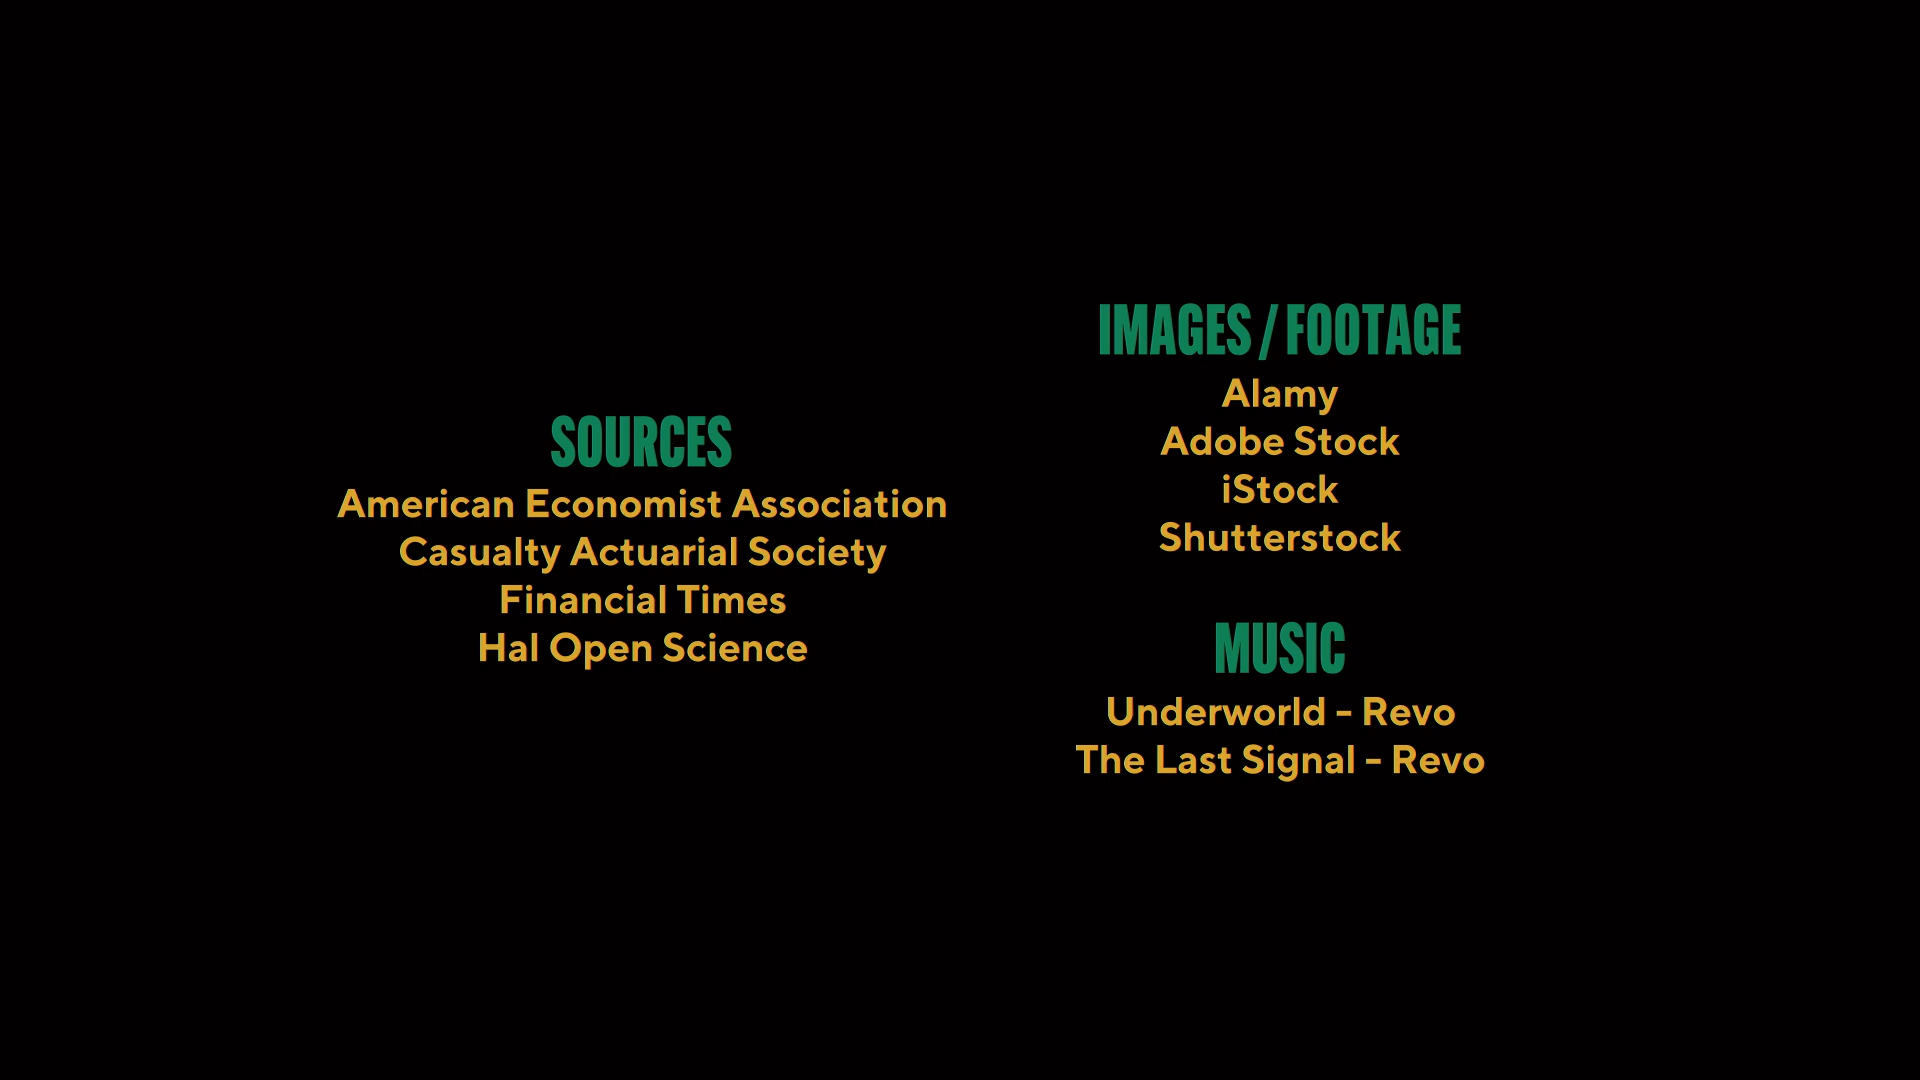 SOURCES
American Economist Association
Casualty Actuarial Society
Financial Times
Hal Open Science
IMAGES / FOOTAGE
Alamy
Adobe Stock
iStock
Shutterstock
MUSIC
Underworld - Revo
The Last Signal - Revo